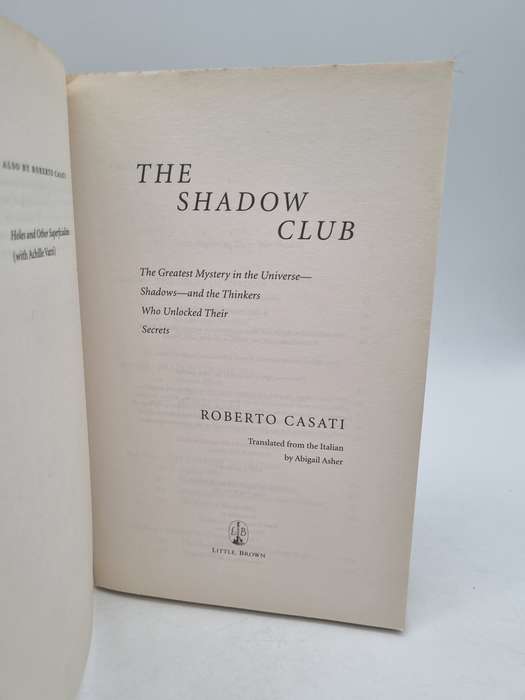 ALSO BY ROBERTO CASATI
Holes and Other Superficialities
(with Achille Varzi)
THE
SHADOW
CLUB
The Greatest Mystery in the Universe—
Shadows—and the Thinkers
Who Unlocked Their
Secrets
ROBERTO CASATI
Translated from the Italian
by Abigail Asher
L B
LITTLE BROWN